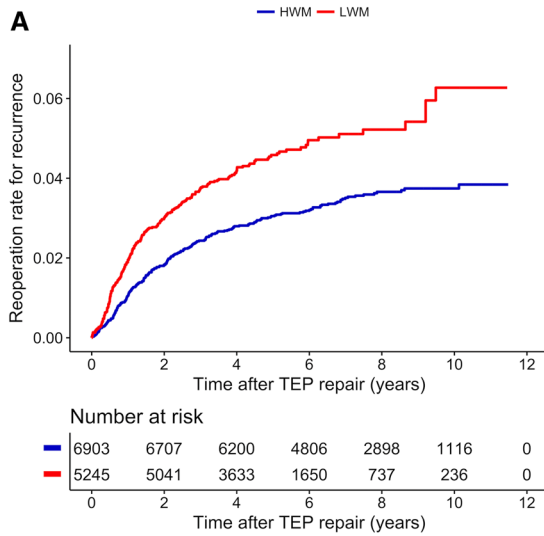 A
HWM LWM
Reoperation rate for recurrence
0.06
0.04
0.02
0.00
0 2 4 6 8 10 12
Time after TEP repair (years)
Number at risk
6903 6707 6200 4806 2898 1116 0
5245 5041 3633 1650 737 236 0
0 2 4 6 8 10 12
Time after TEP repair (years)